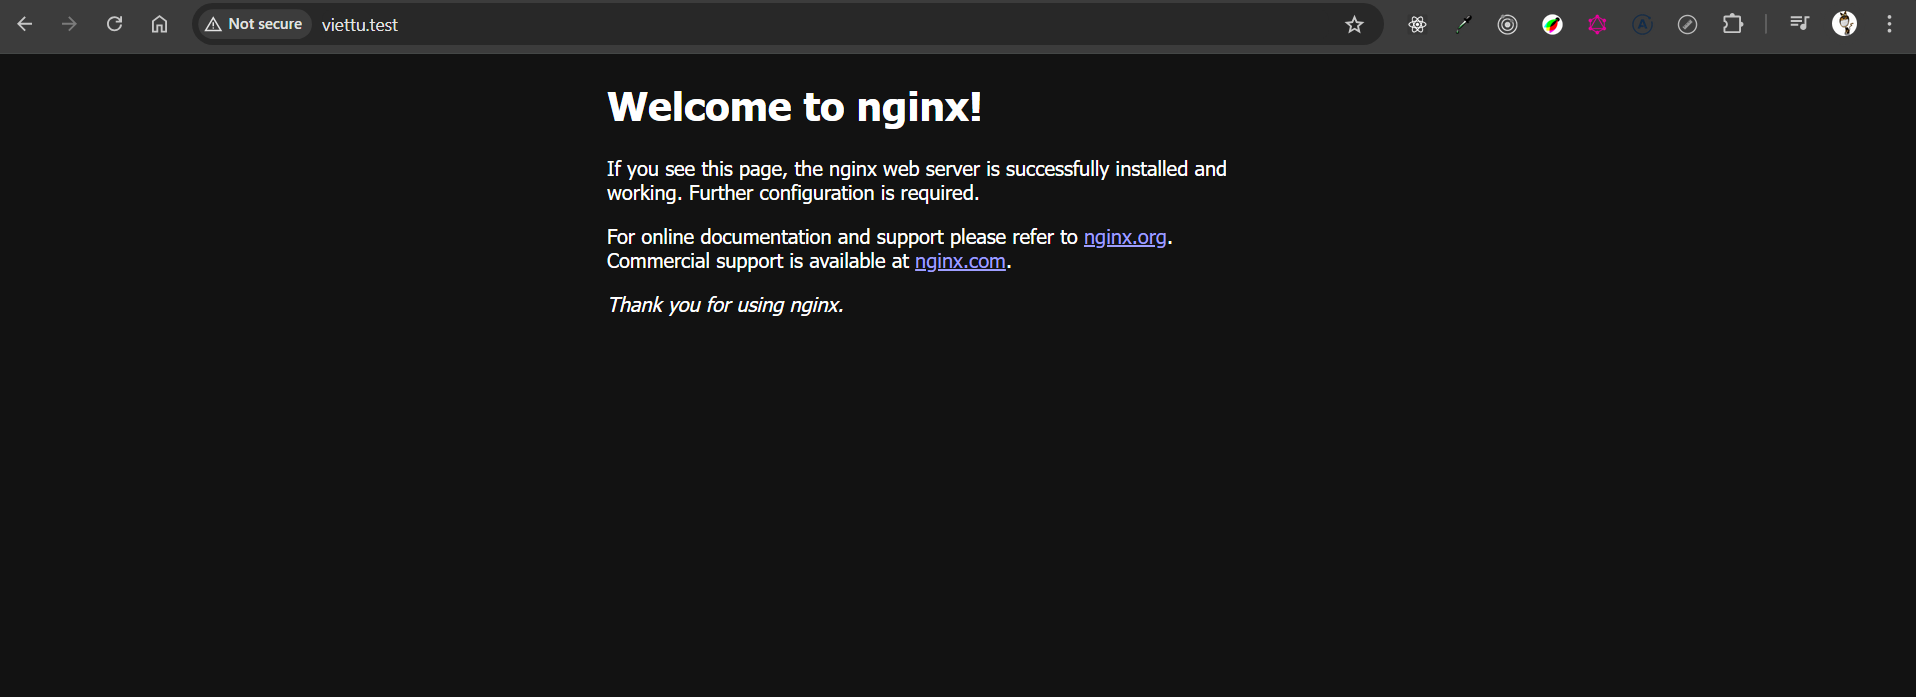 Not secure
viettu.test
Welcome to nginx!
If you see this page, the nginx web server is successfully installed and
working. Further configuration is required.
For online documentation and support please refer to nginx.org.
Commercial support is available at nginx.com.
Thank you for using nginx.